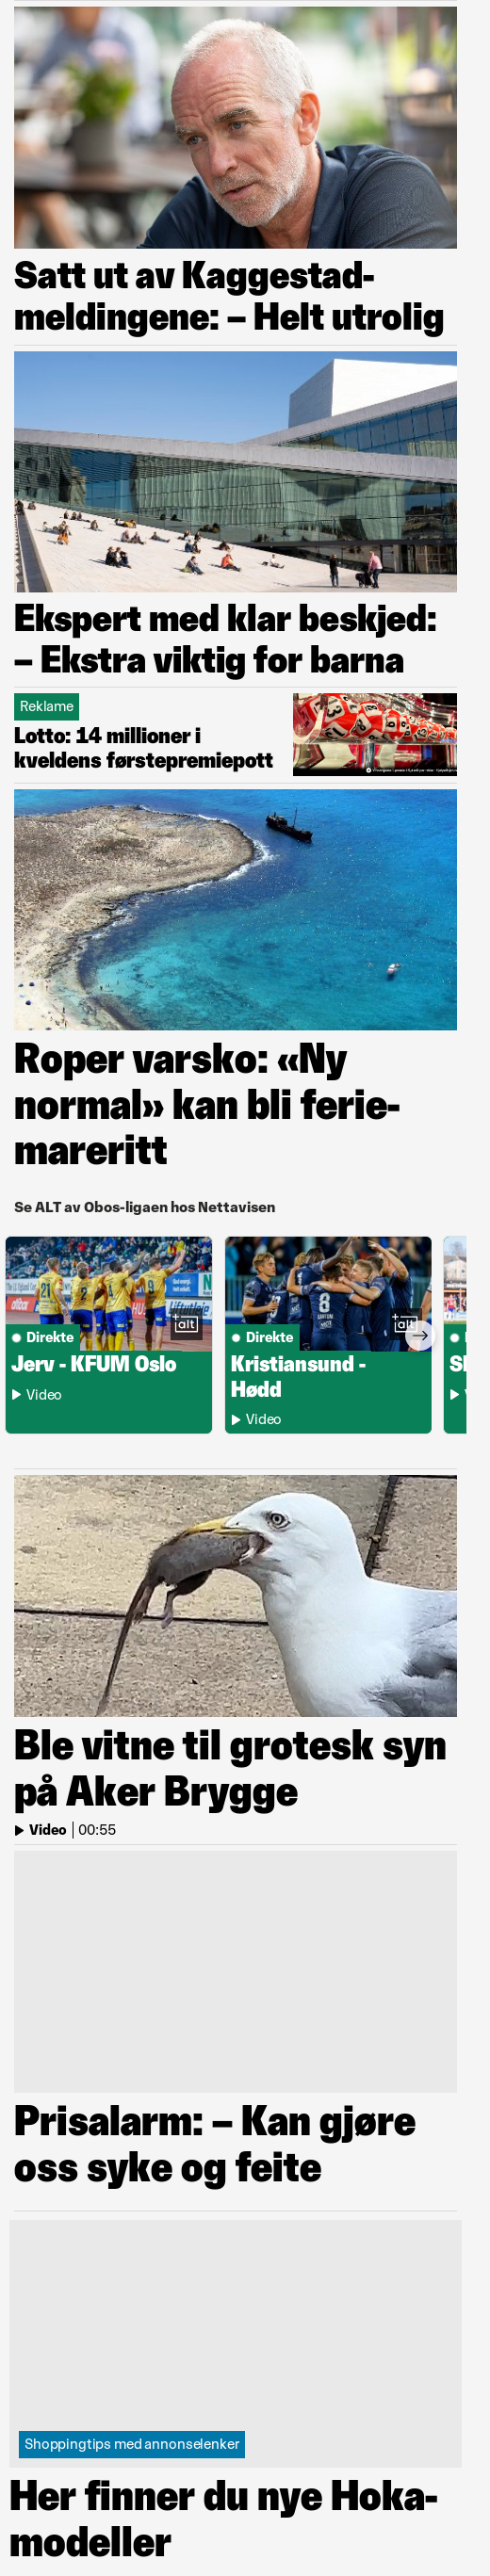 Satt ut av Kaggestad-
meldingene: – Helt utrolig
Ekspert med klar beskjed:
– Ekstra viktig for barna
Reklame
Lotto: 14 millioner i
kveldens førstepremiepott
Roper varsko: «Ny
normal» kan bli ferie-
mareritt
Se ALT av Obos-ligaen hos Nettavisen
+alt
Direkte
Jerv - KFUM Oslo
Video
+alt
Direkte
Kristiansund -
Hødd
Video
Ble vitne til grotesk syn
på Aker Brygge
Video | 00:55
Prisalarm: – Kan gjøre
oss syke og feite
Shoppingtips med annonselenker
Her finner du nye Hoka-
modeller